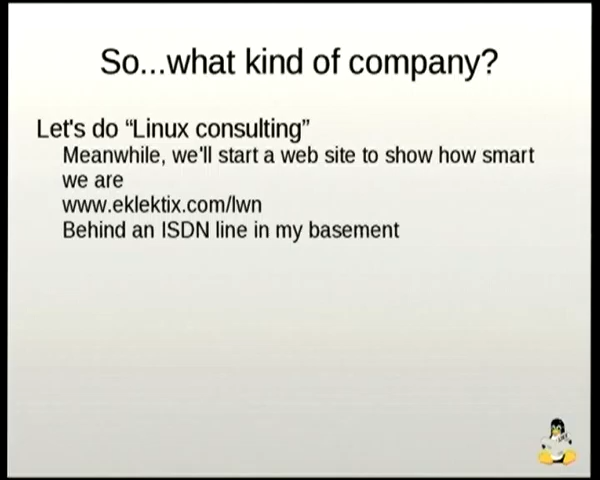 So...what kind of company?
Let's do “Linux consulting”
Meanwhile, we'll start a web site to show how smart
we are
www.eklektix.com/lwn
Behind an ISDN line in my basement